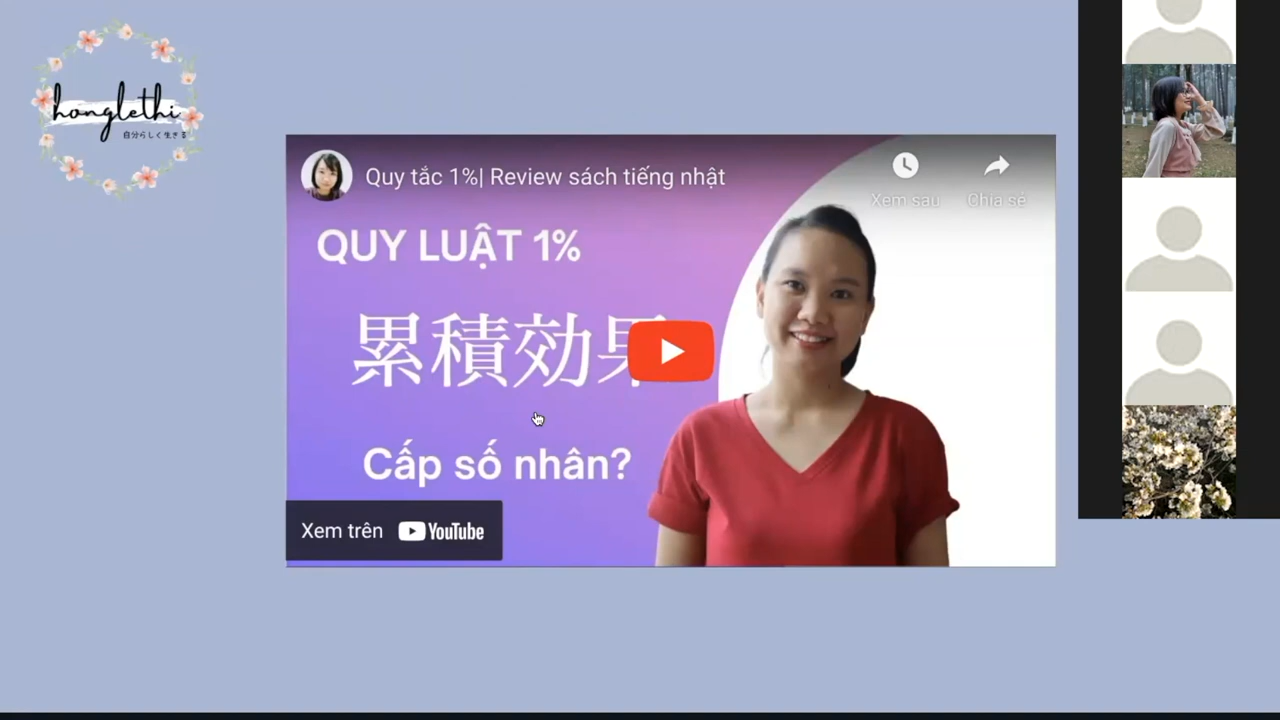 honglethi
自分らしく生きる
Quy tắc 1%| Review sách tiếng nhật
Xem sau
Chia sẻ
QUY LUẬT 1%
累積効果
Cấp số nhân?
Xem trên YouTube